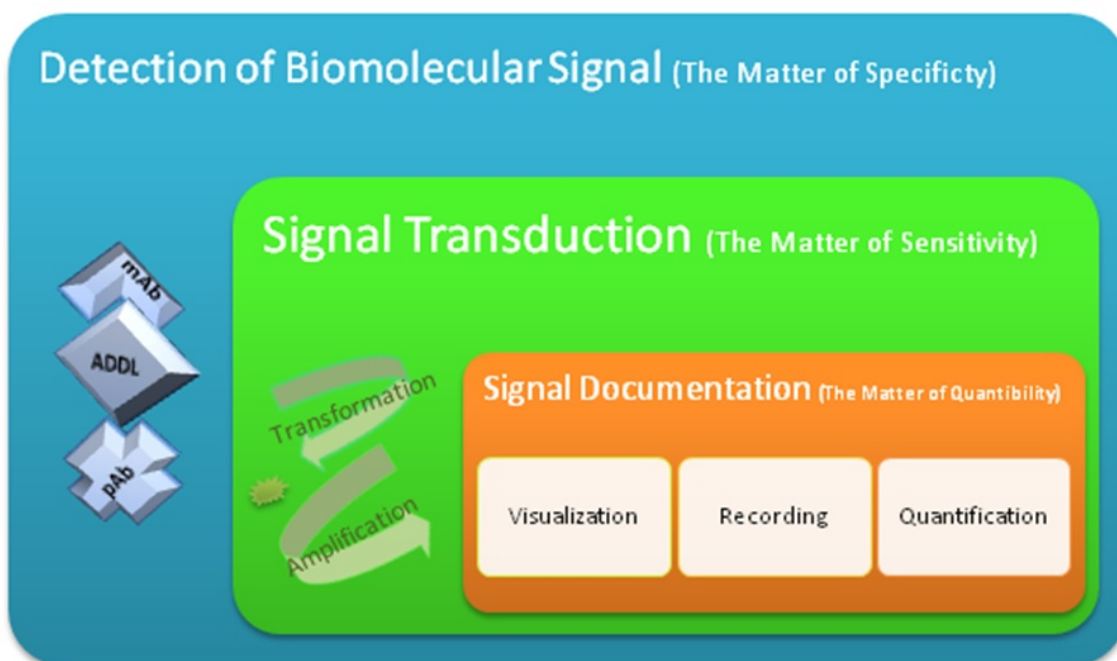 Detection of Biomolecular Signal (The Matter of Specificty)
Signal Transduction (The Matter of Sensitivity)
mAb
ADDL
pAb
Transformation
Amplification
Signal Documentation (The Matter of Quantibility)
Visualization
Recording
Quantification